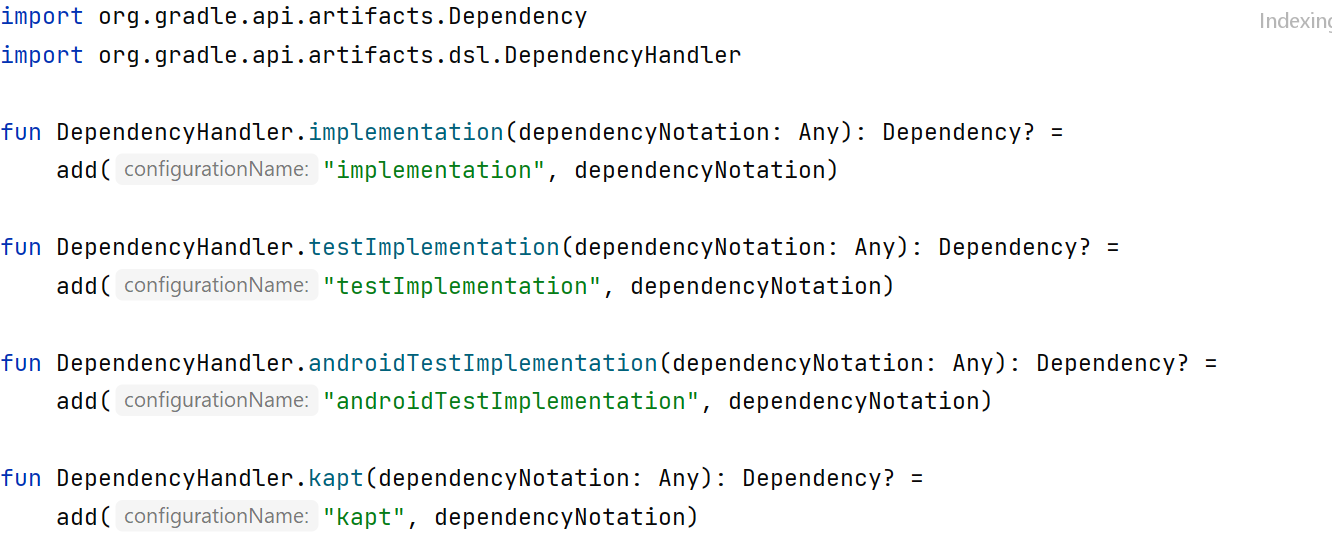 import org.gradle.api.artifacts.Dependency
Indexing
import org.gradle.api.artifacts.dsl.DependencyHandler
fun DependencyHandler.implementation(dependencyNotation: Any): Dependency? =
add( configurationName: "implementation", dependencyNotation)
fun DependencyHandler.testImplementation(dependencyNotation: Any): Dependency? =
add( configurationName: "testImplementation", dependencyNotation)
fun DependencyHandler.androidTestImplementation(dependencyNotation: Any): Dependency? =
add( configurationName: "androidTestImplementation", dependencyNotation)
fun DependencyHandler.kapt(dependencyNotation: Any): Dependency? =
add( configurationName: "kapt", dependencyNotation)